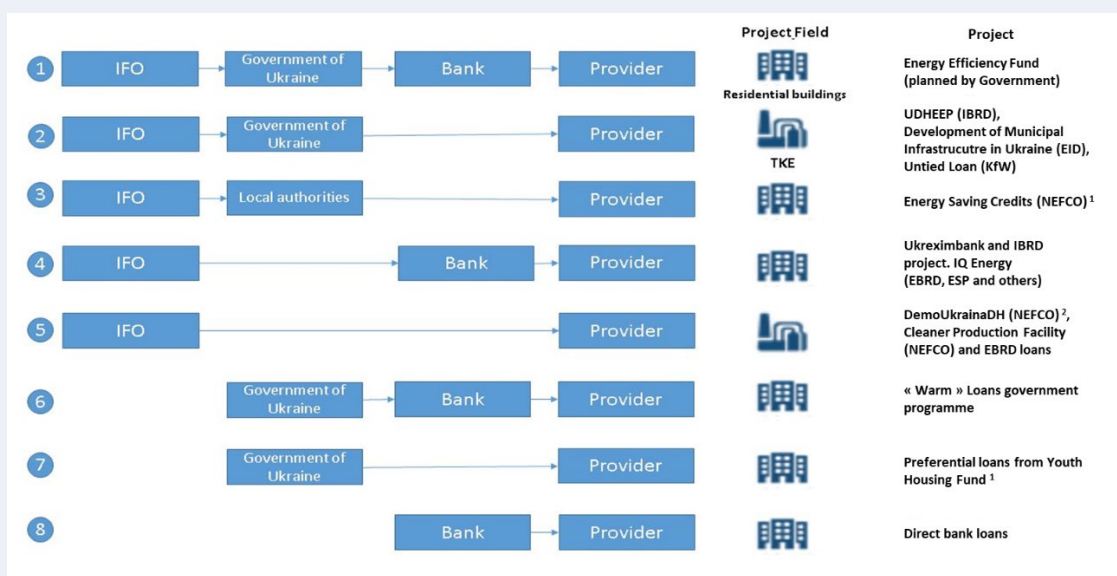 Project Field
Project
1
IFO
Government of
Ukraine
Bank
Provider
Residential buildings
Energy Efficiency Fund
(planned by Government)
2
IFO
Government of
Ukraine
Provider
TKE
UDHEEP (IBRD),
Development of Municipal
Infrastrucutre in Ukraine (EID),
Untied Loan (KfW)
3
IFO
Local authorities
Provider
Energy Saving Credits (NEFCO) 1
4
IFO
Bank
Provider
Ukreximbank and IBRD
project. IQ Energy
(EBRD, ESP and others)
5
IFO
Provider
DemoUkrainaDH (NEFCO) 2,
Cleaner Production Facility
(NEFCO) and EBRD loans
6
Government of
Ukraine
Bank
Provider
« Warm » Loans government
programme
7
Government of
Ukraine
Provider
Preferential loans from Youth
Housing Fund 1
8
Bank
Provider
Direct bank loans